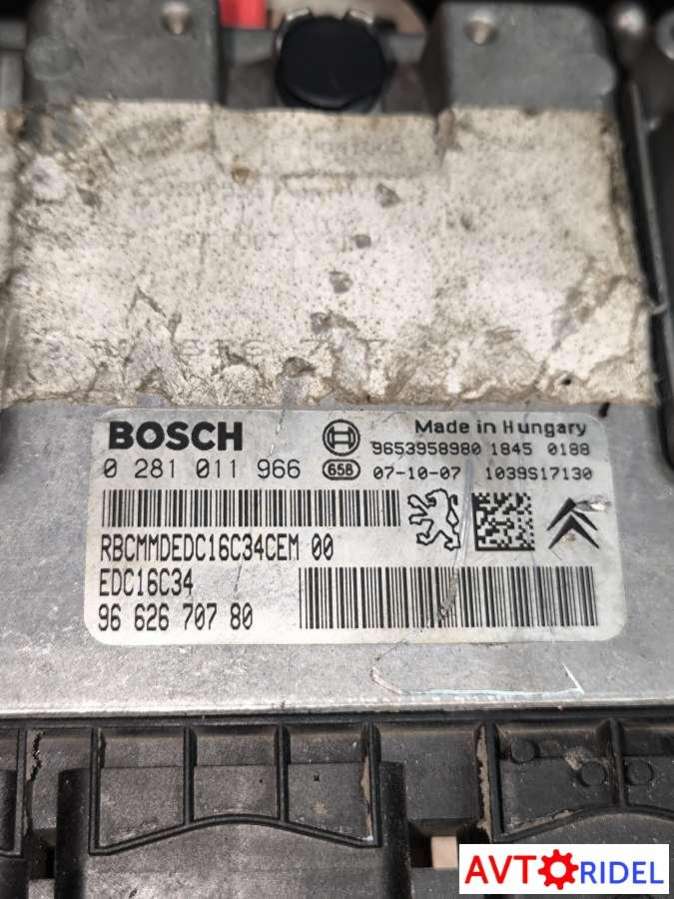 BOSCH
Made in Hungary
9653958980 1845 0188
0 281 011 966
658
07-10-07 1039S17130
RBCMMDEDC16C34CEM 00
EDC16C34
96 626 707 80
AVTORIDEL